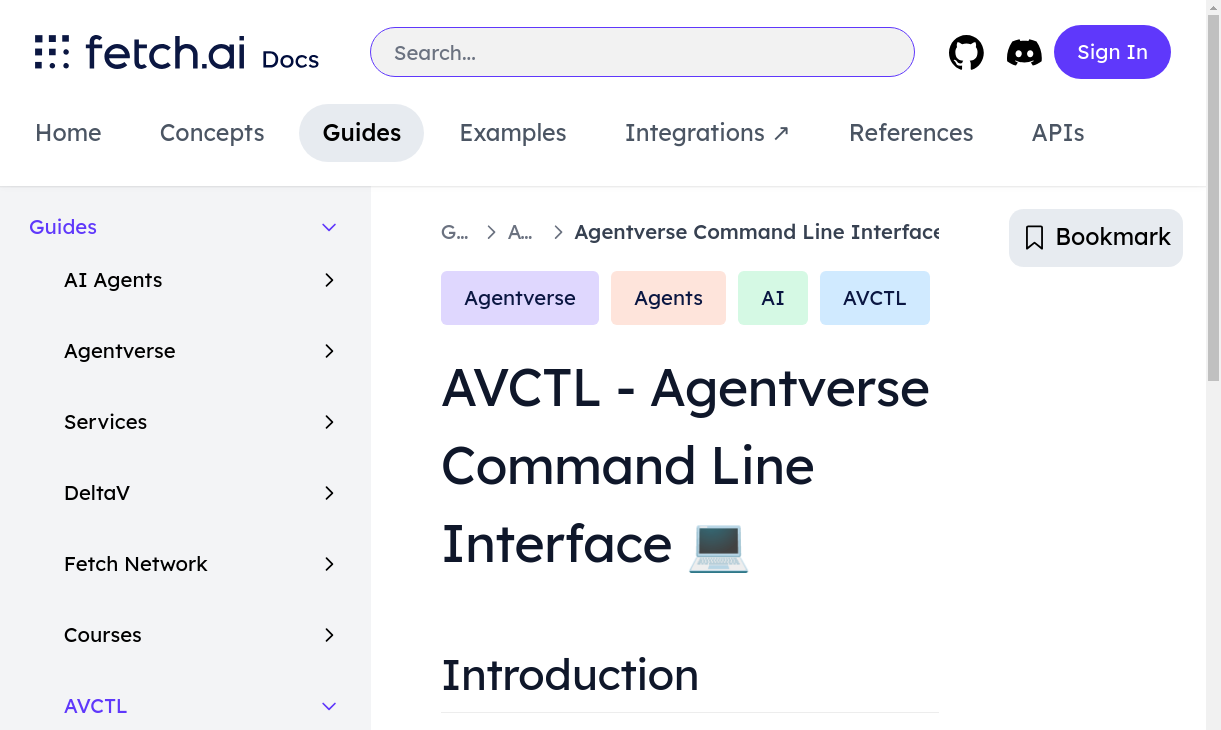 fetch.ai Docs
Search...
Sign In
Home Concepts Guides Examples Integrations ↗ References APIs
Guides
AI Agents
Agentverse
Services
DeltaV
Fetch Network
Courses
AVCTL
G... > A... > Agentverse Command Line Interface
Bookmark
Agentverse Agents AI AVCTL
AVCTL - Agentverse
Command Line
Interface 💻
Introduction